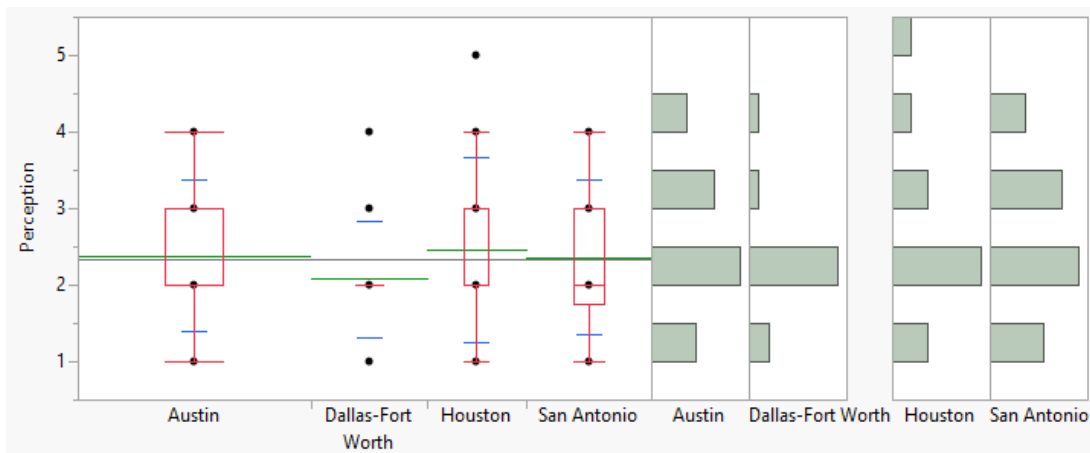 Perception
5
4
3
2
1
Austin
Dallas-Fort
Worth
Houston
San Antonio
Austin
Dallas-Fort Worth
Houston
San Antonio